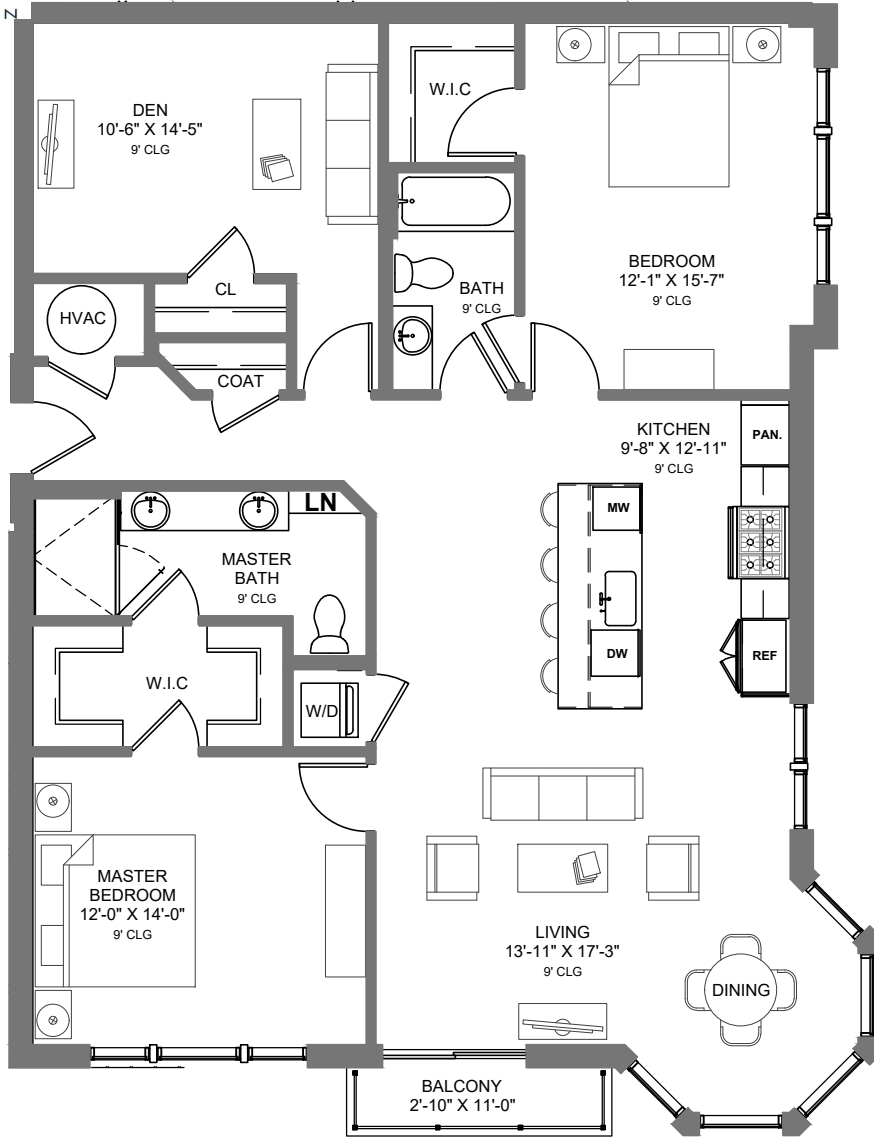 N
DEN
10'-6" X 14'-5"
9' CLG
W.I.C
BEDROOM
12'-1" X 15'-7"
9' CLG
BATH
9' CLG
CL
HVAC
COAT
KITCHEN
9'-8" X 12'-11"
9' CLG
PAN.
MW
DW
REF
LN
MASTER
BATH
9' CLG
W.I.C
W/D
MASTER
BEDROOM
12'-0" X 14'-0"
9' CLG
LIVING
13'-11" X 17'-3"
9' CLG
DINING
BALCONY
2'-10" X 11'-0"